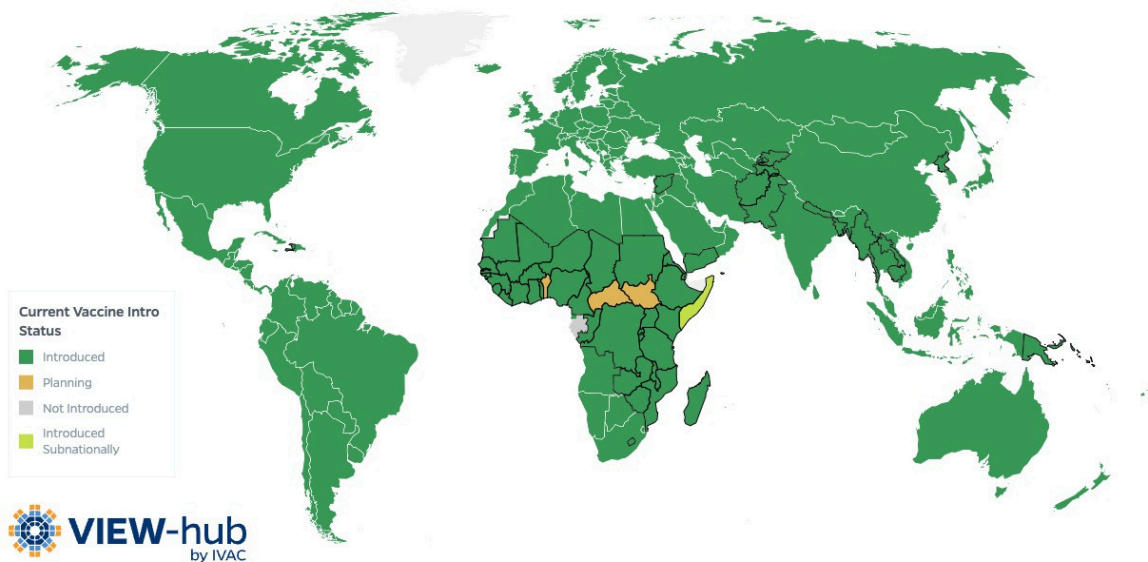 Current Vaccine Intro
Status
Introduced
Planning
Not Introduced
Introduced
Subnationally
VIEW-hub
by IVAC